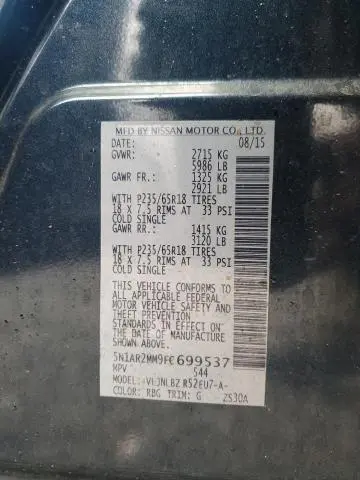 MFD BY NISSAN MOTOR CO., LTD.
DATE: 08/15
GVWR: 2715 KG
5986 LB
GAWR FR.: 1325 KG
2921 LB
WITH P235/65R18 TIRES
18 X 7.5 RIMS AT 33 PSI
COLD SINGLE
GAWR RR.: 1415 KG
3120 LB
WITH P235/65R18 TIRES
18 X 7.5 RIMS AT 33 PSI
COLD SINGLE
THIS VEHICLE CONFORMS TO
ALL APPLICABLE FEDERAL
MOTOR VEHICLE SAFETY AND
THEFT PREVENTION
STANDARDS IN EFFECT ON THE
DATE OF MANUFACTURE
SHOWN ABOVE.
5N1AR2MM9FC699537
MPV 544
MODEL:
COLOR: RBG TRIM: G 2S30A